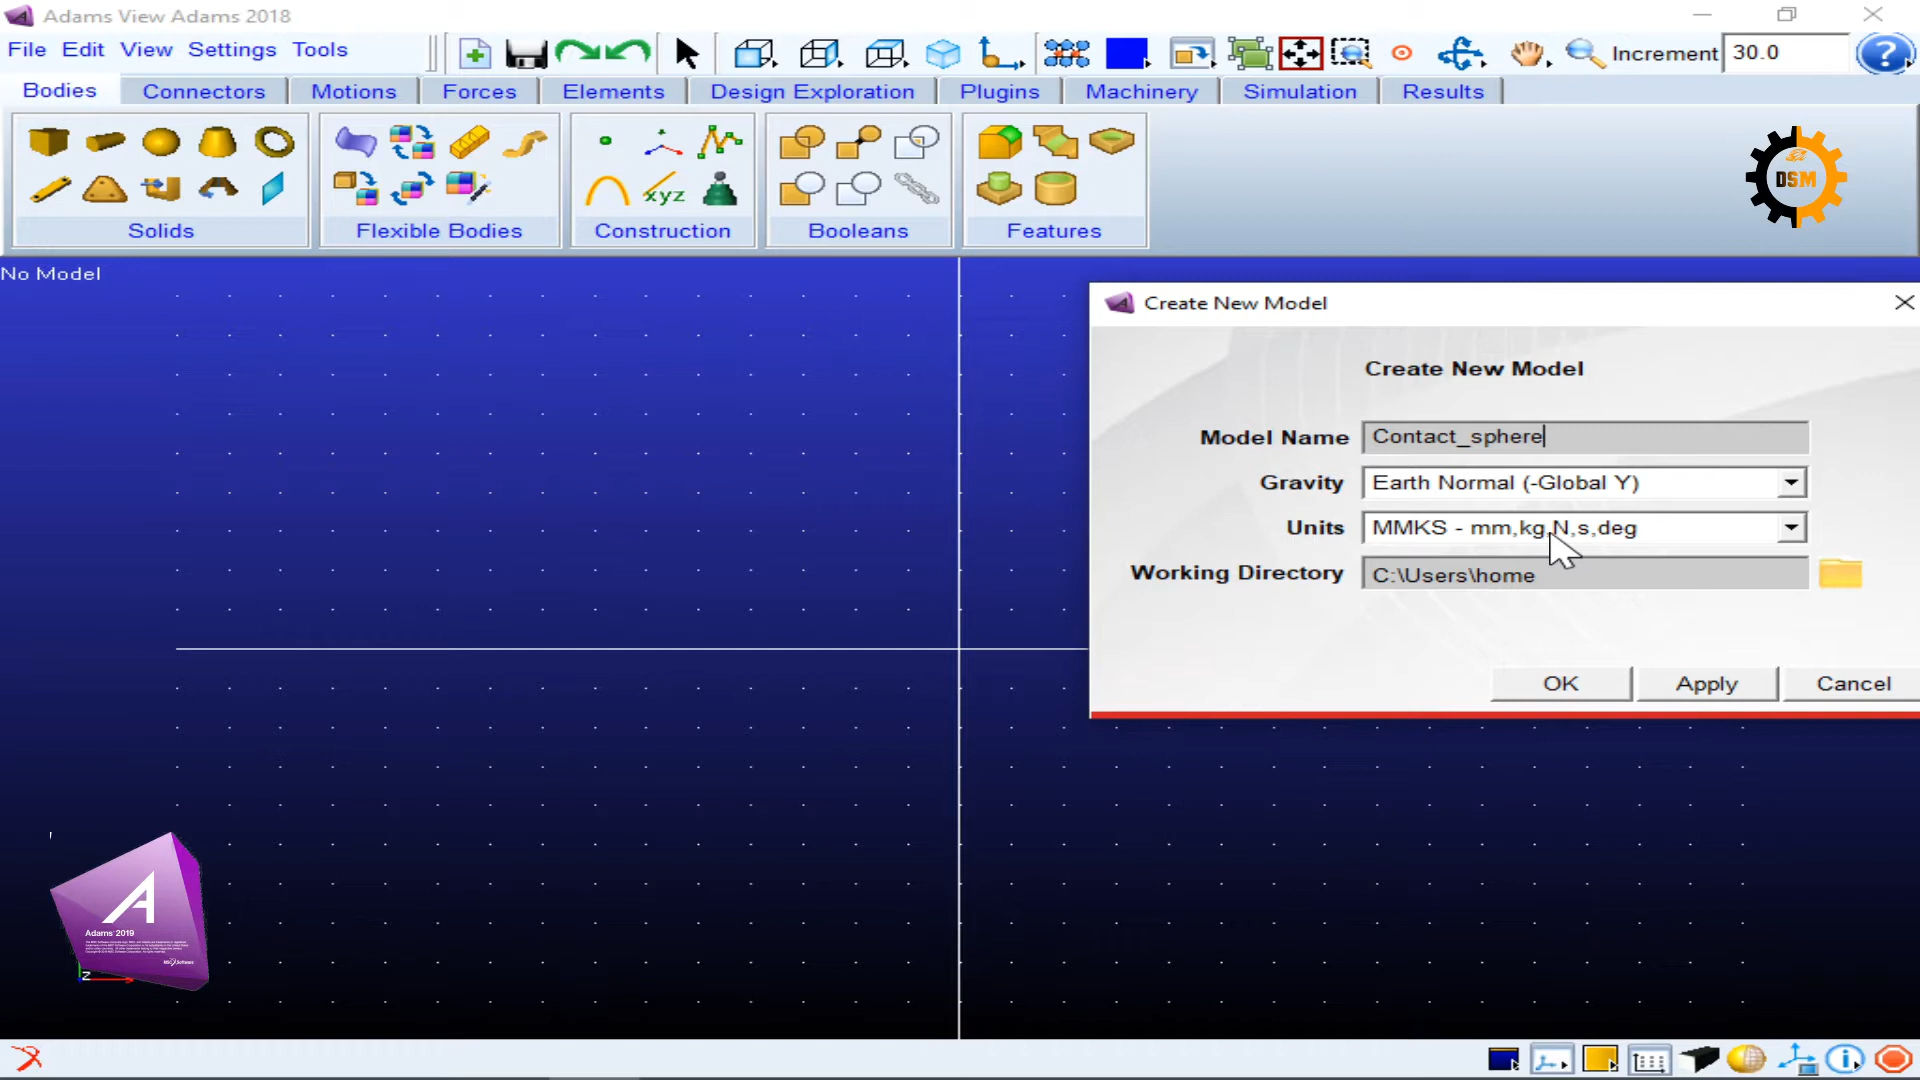 Adams View Adams 2018
File Edit View Settings Tools
Increment 30.0
Bodies Connectors Motions Forces Elements Design Exploration Plugins Machinery Simulation Results
xyz
DSM
Solids Flexible Bodies Construction Booleans Features
No Model
Create New Model
Create New Model
Model Name Contact_sphere
Gravity Earth Normal (-Global Y)
Units MMKS - mm,kg,N,s,deg
Working Directory C:\Users\home
OK Apply Cancel
Adams 2019
MSC Software
Z